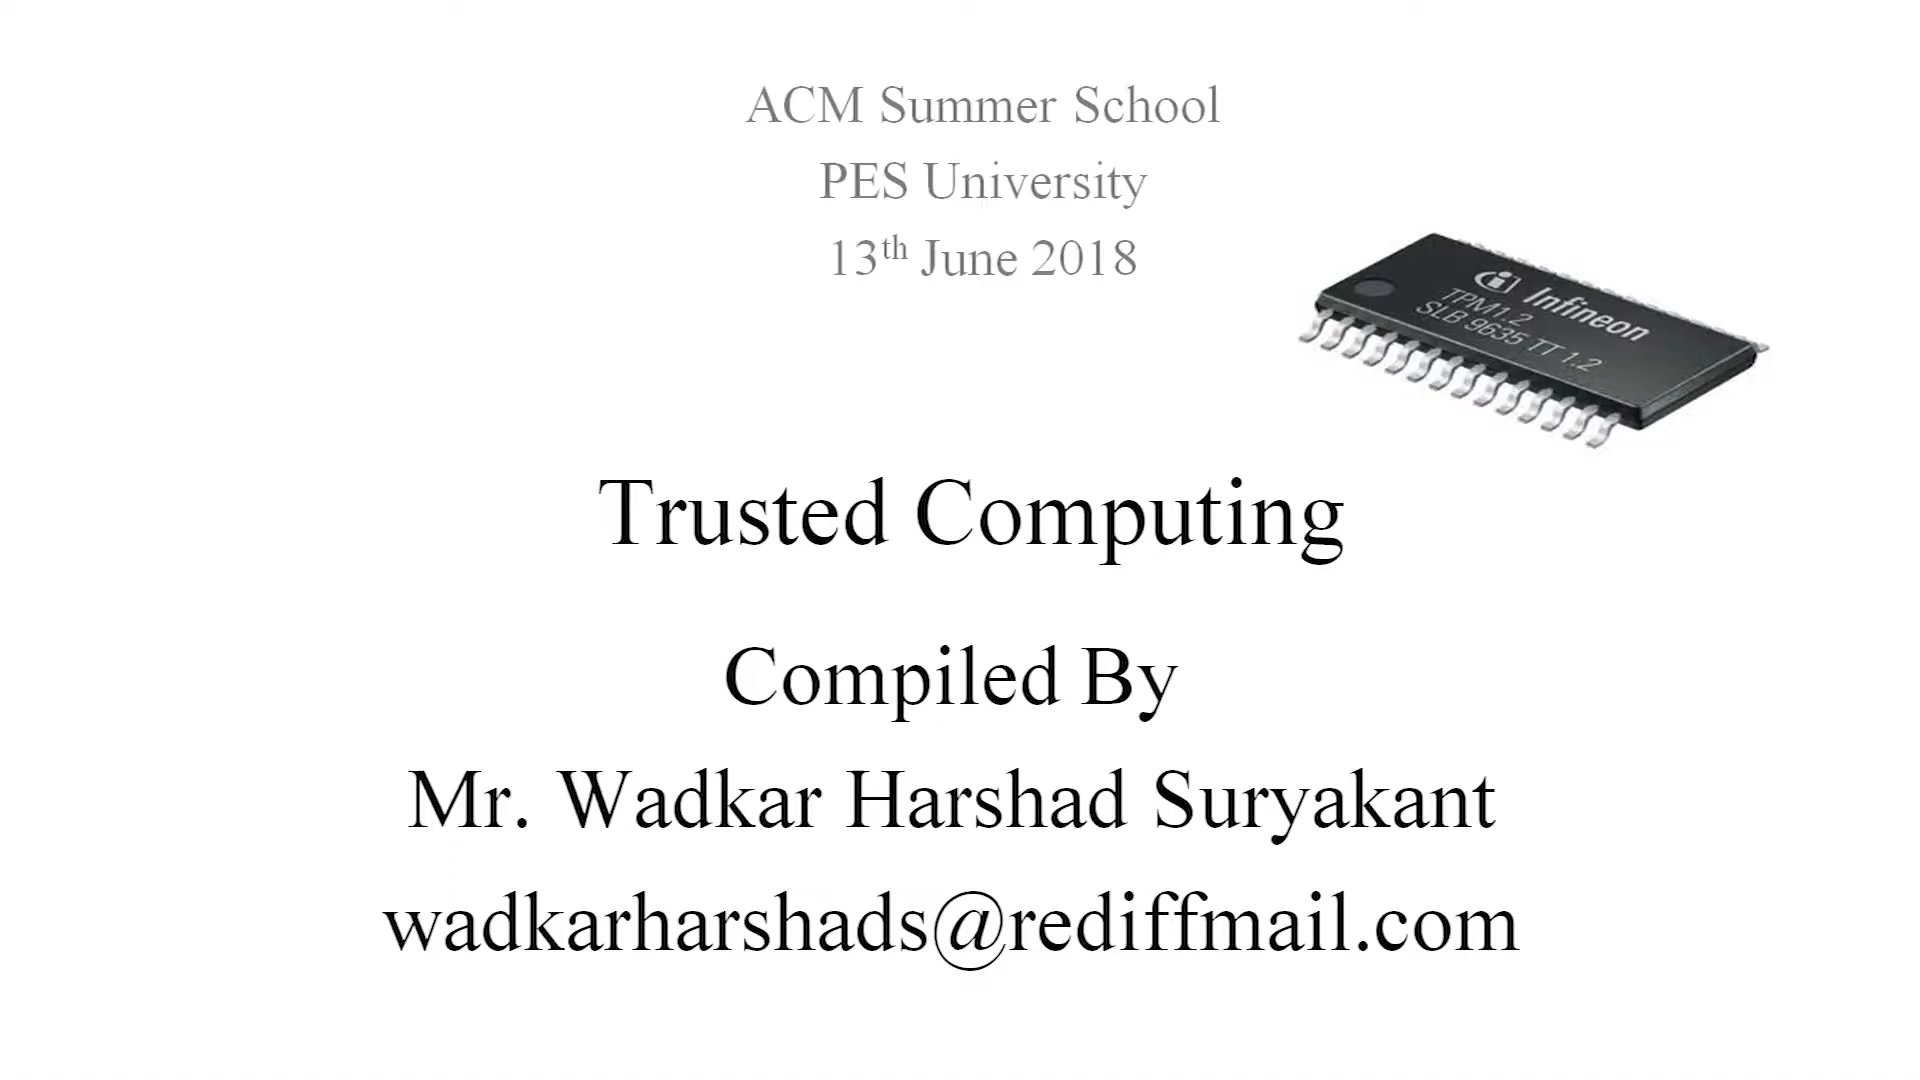 ACM Summer School
PES University
13th June 2018
Infineon
TPM1.2
SLB 9635 TT 1.2
Trusted Computing
Compiled By
Mr. Wadkar Harshad Suryakant
wadkarharshads@rediffmail.com